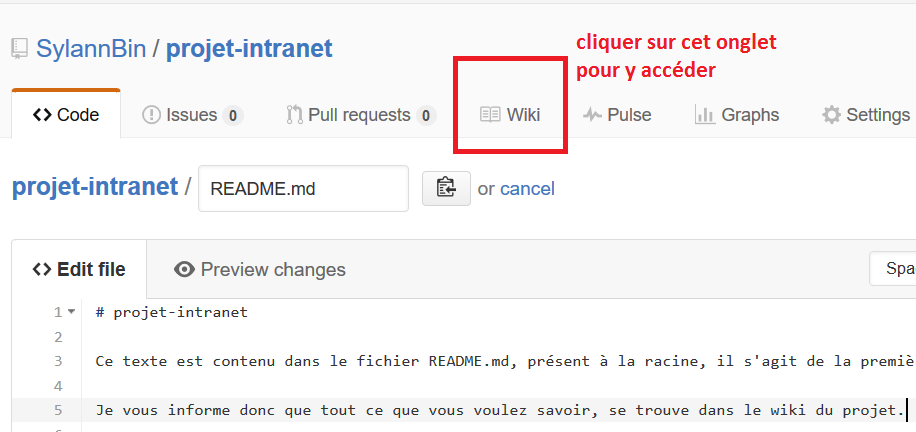 SylannBin / projet-intranet
cliquer sur cet onglet
pour y accéder
<> Code Issues 0 Pull requests 0 Wiki Pulse Graphs Settings
projet-intranet / README.md or cancel
<> Edit file Preview changes Spa
1 # projet-intranet
2
3 Ce texte est contenu dans le fichier README.md, présent à la racine, il s'agit de la premiè
4
5 Je vous informe donc que tout ce que vous voulez savoir, se trouve dans le wiki du projet.